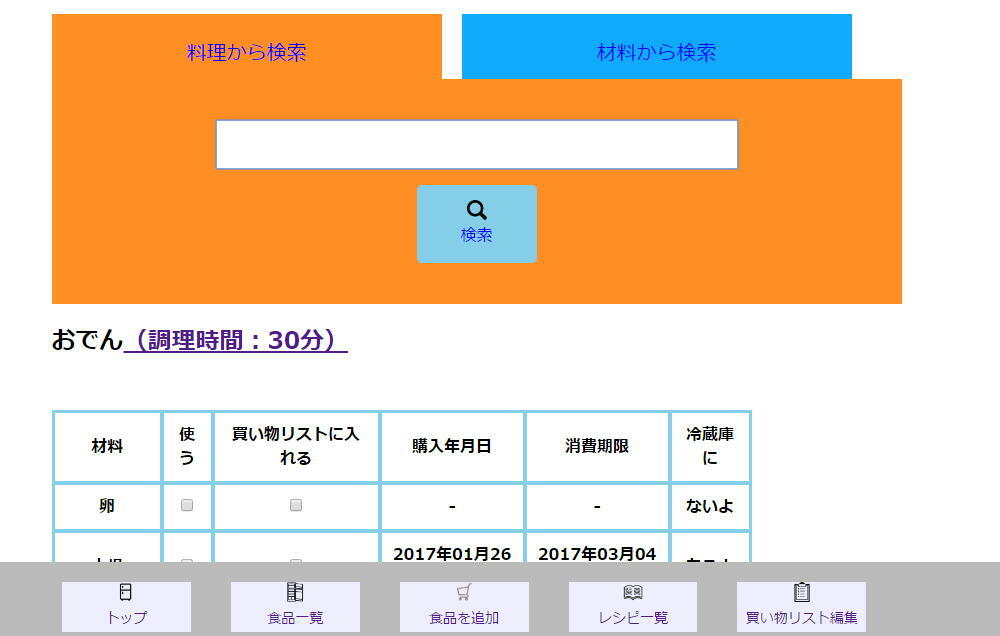 料理から検索
材料から検索
検索
おでん（調理時間：30分）
材料
使
う
買い物リストに入
れる
購入年月日
消費期限
冷蔵庫
に
卵
-
-
ないよ
2017年01月26
2017年03月04
トップ
食品一覧
食品を追加
レシピ一覧
買い物リスト編集